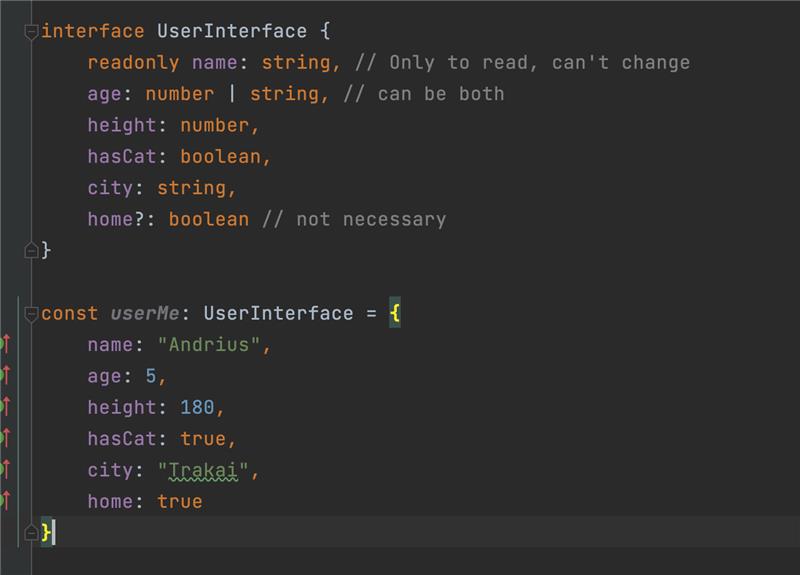 interface UserInterface {
    readonly name: string, // Only to read, can't change
    age: number | string, // can be both
    height: number,
    hasCat: boolean,
    city: string,
    home?: boolean // not necessary
}
const userMe: UserInterface = {
    name: "Andrius",
    age: 5,
    height: 180,
    hasCat: true,
    city: "Trakai",
    home: true
}